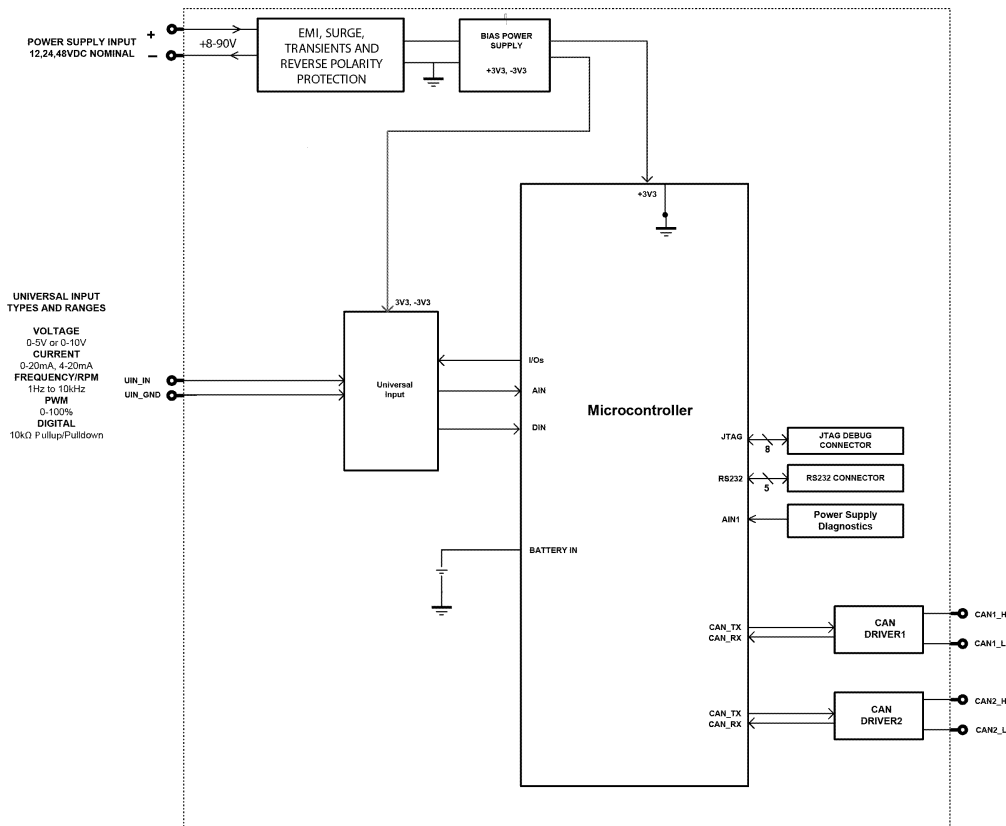 POWER SUPPLY INPUT
12,24,48VDC NOMINAL
+
–
+8-90V
EMI, SURGE,
TRANSIENTS AND
REVERSE POLARITY
PROTECTION
BIAS POWER
SUPPLY
+3V3, -3V3
+3V3
UNIVERSAL INPUT
TYPES AND RANGES
VOLTAGE
0-5V or 0-10V
CURRENT
0-20mA, 4-20mA
FREQUENCY/RPM
1Hz to 10kHz
PWM
0-100%
DIGITAL
10kΩ Pullup/Pulldown
UIN_IN
UIN_GND
3V3, -3V3
Universal
Input
I/Os
AIN
DIN
Microcontroller
BATTERY IN
JTAG
8
JTAG DEBUG
CONNECTOR
RS232
5
RS232 CONNECTOR
AIN1
Power Supply
DIagnostics
CAN_TX
CAN_RX
CAN
DRIVER1
CAN1_H
CAN1_L
CAN_TX
CAN_RX
CAN
DRIVER2
CAN2_H
CAN2_L